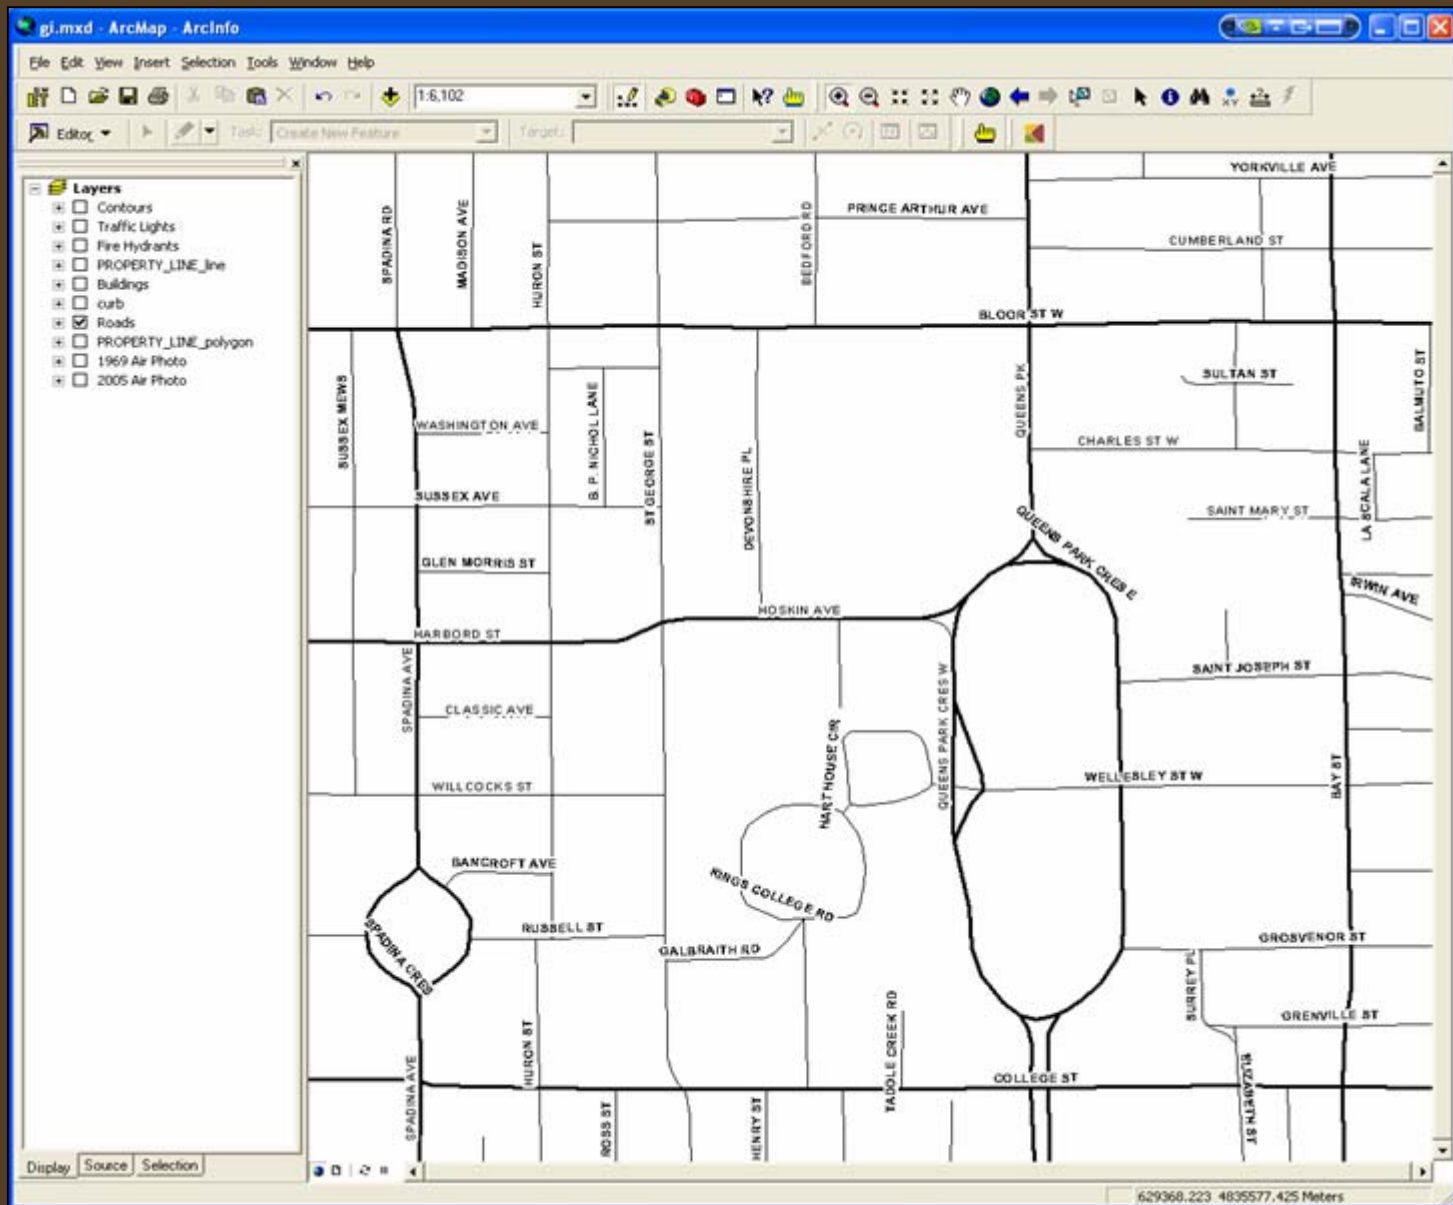 gi.mxd - ArcMap - ArcInfo
File Edit View Insert Selection Tools Window Help
1:6,102
Editor Task: Create New Feature Target:
Layers
Contours
Traffic Lights
Fire Hydrants
PROPERTY_LINE_line
Buildings
curb
Roads
PROPERTY_LINE_polygon
1969 Air Photo
2005 Air Photo
Display Source Selection
YORKVILLE AVE
SPADINA RD
MADISON AVE
HURON ST
BEDFORD RD
PRINCE ARTHUR AVE
CUMBERLAND ST
BLOOR ST W
SUSSEX MEWS
WASHINGTON AVE
B. P. NICHOL LANE
ST GEORGE ST
DEVONSHIRE PL
QUEENS PK
SULTAN ST
BALMUTO ST
CHARLES ST W
LA SCALA LANE
SUSSEX AVE
SAINT MARY ST
QUEENS PARK CRES E
GLEN MORRIS ST
IRWIN AVE
HOSKIN AVE
HARBORD ST
SPADINA AVE
SAINT JOSEPH ST
CLASSIC AVE
HART HOUSE CIR
QUEENS PARK CRES W
WILLCOCKS ST
WELLESLEY ST W
BAY ST
BANCROFT AVE
KINGS COLLEGE RD
SPADINA CRES
RUSSELL ST
GALBRAITH RD
GROSVENOR ST
SURREY PL
TADDLE CREEK RD
GRENVILLE ST
HURON ST
SPADINA AVE
COLLEGE ST
ELIZABETH ST
ROSS ST
HENRY ST
629368.223 4835577.425 Meters